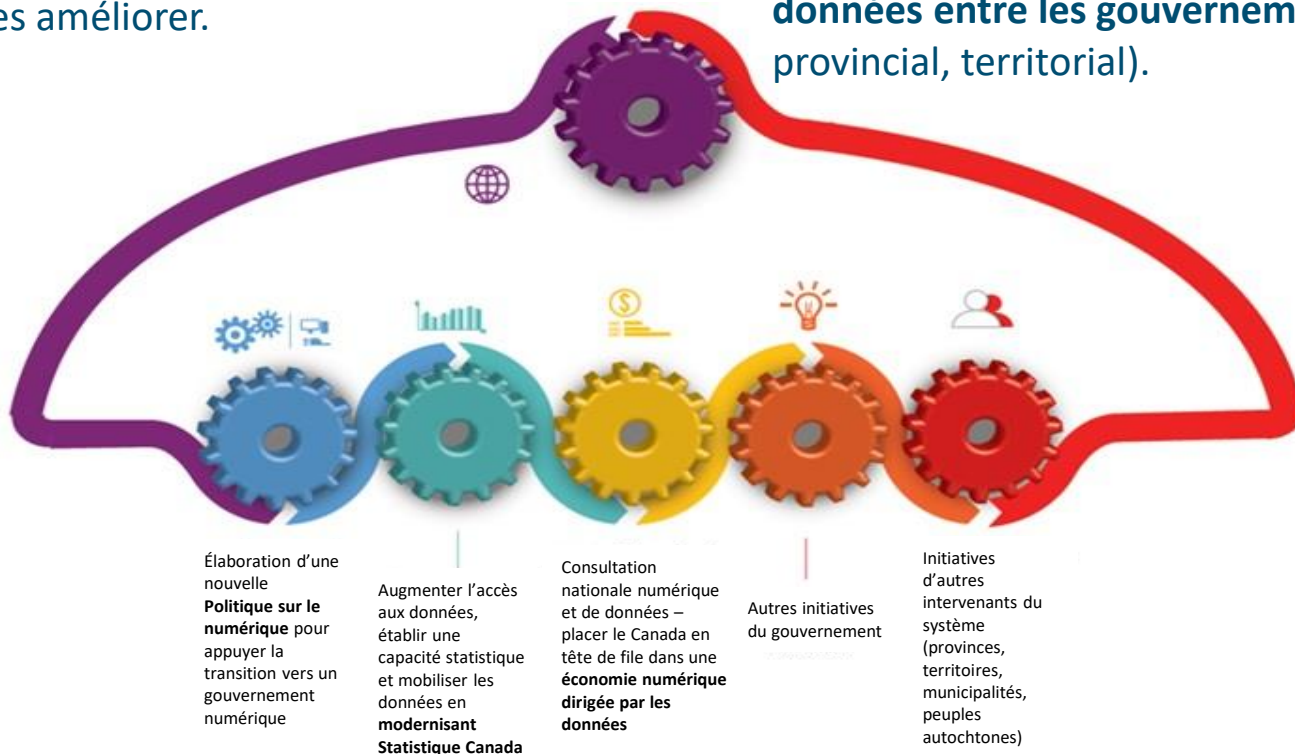 es améliorer.
données entre les gouvernem
provincial, territorial).
Élaboration d’une
nouvelle
Politique sur le
numérique pour
appuyer la
transition vers un
gouvernement
numérique
Augmenter l’accès
aux données,
établir une
capacité statistique
et mobiliser les
données en
modernisant
Statistique Canada
Consultation
nationale numérique
et de données –
placer le Canada en
tête de file dans une
économie numérique
dirigée par les
données
Autres initiatives
du gouvernement
Initiatives
d’autres
intervenants du
système
(provinces,
territoires,
municipalités,
peuples
autochtones)